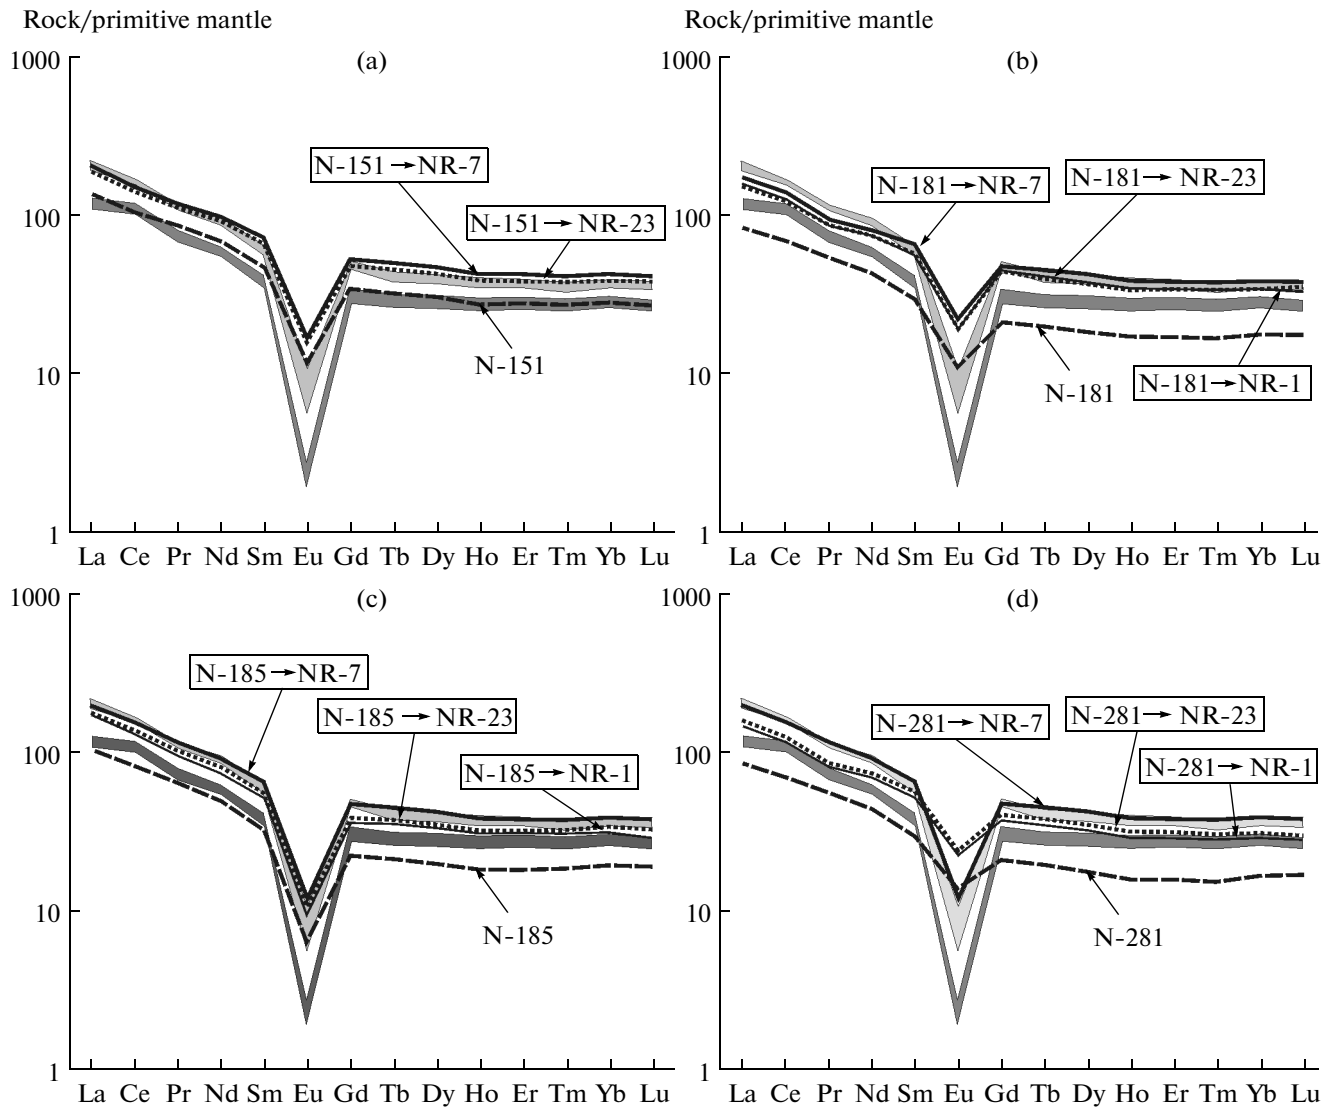 Rock/primitive mantle
Rock/primitive mantle
1000
(a)
100
10
1
N-151→NR-7
N-151→NR-23
N-151
La Ce Pr Nd Sm Eu Gd Tb Dy Ho Er Tm Yb Lu
1000
(b)
100
10
1
N-181→NR-7
N-181→NR-23
N-181→NR-1
N-181
La Ce Pr Nd Sm Eu Gd Tb Dy Ho Er Tm Yb Lu
1000
(c)
100
10
1
N-185→NR-7
N-185→NR-23
N-185→NR-1
N-185
La Ce Pr Nd Sm Eu Gd Tb Dy Ho Er Tm Yb Lu
1000
(d)
100
10
1
N-281→NR-7
N-281→NR-23
N-281→NR-1
N-281
La Ce Pr Nd Sm Eu Gd Tb Dy Ho Er Tm Yb Lu